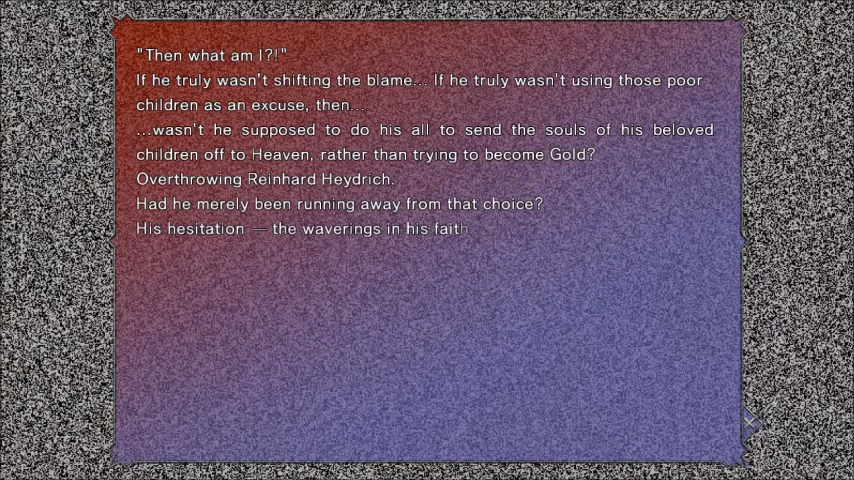 "Then what am I?!"
If he truly wasn't shifting the blame... If he truly wasn't using those poor
children as an excuse, then...
...wasn't he supposed to do his all to send the souls of his beloved
children off to Heaven, rather than trying to become Gold?
Overthrowing Reinhard Heydrich.
Had he merely been running away from that choice?
His hesitation — the waverings in his faith